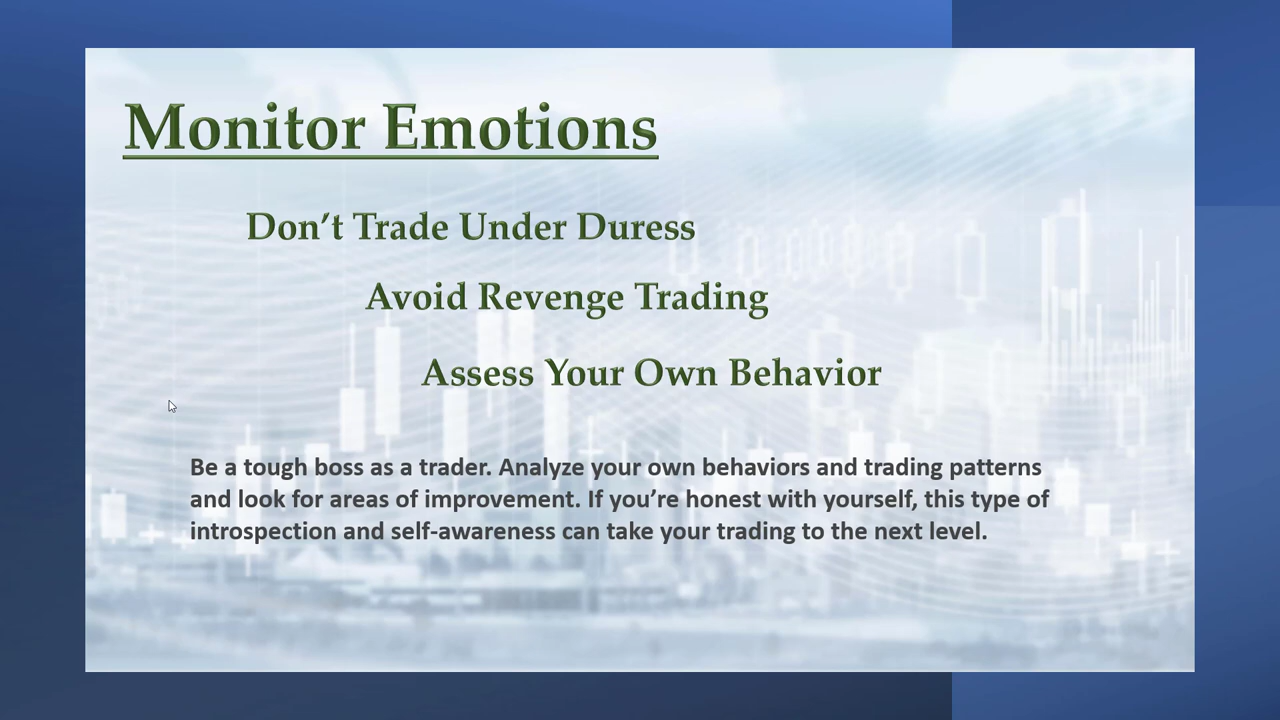 Monitor Emotions
Don’t Trade Under Duress
Avoid Revenge Trading
Assess Your Own Behavior
Be a tough boss as a trader. Analyze your own behaviors and trading patterns
and look for areas of improvement. If you’re honest with yourself, this type of
introspection and self-awareness can take your trading to the next level.